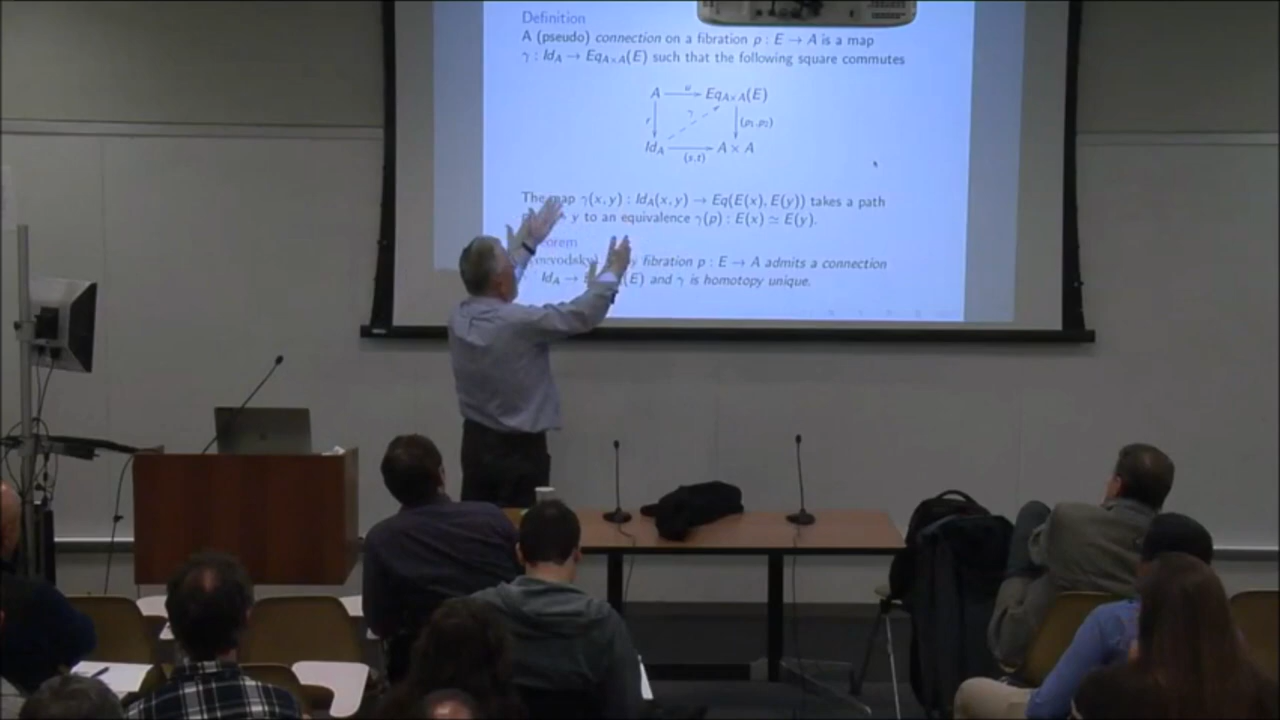 Definition
A (pseudo) connection on a fibration p : E → A is a map
γ : Id_A → Eq_{A×A}(E) such that the following square commutes
A u Eq_{A×A}(E)
r γ (p₁,p₂)
Id_A (s,t) A × A
The map γ(x, y) : Id_A(x, y) → Eq(E(x), E(y)) takes a path
y to an equivalence γ(p) : E(x) ≃ E(y).
fibration p : E → A admits a connection
Id_A → (E) and γ is homotopy unique.